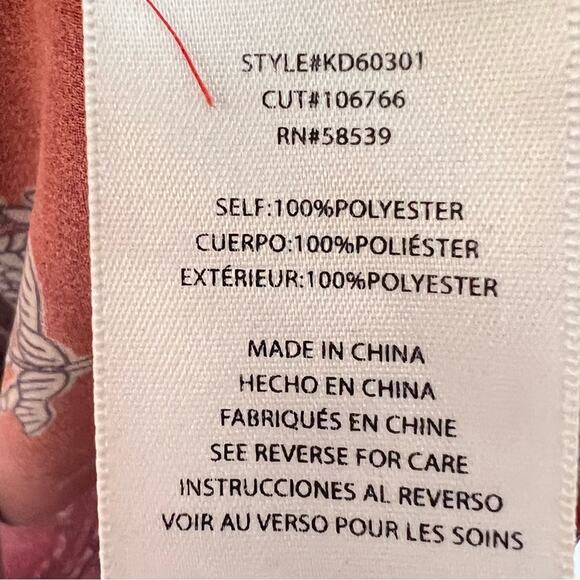 STYLE#KD60301
CUT#106766
RN#58539
SELF:100%POLYESTER
CUERPO:100%POLIÉSTER
EXTÉRIEUR:100%POLYESTER
MADE IN CHINA
HECHO EN CHINA
FABRIQUÉS EN CHINE
SEE REVERSE FOR CARE
INSTRUCCIONES AL REVERSO
VOIR AU VERSO POUR LES SOINS